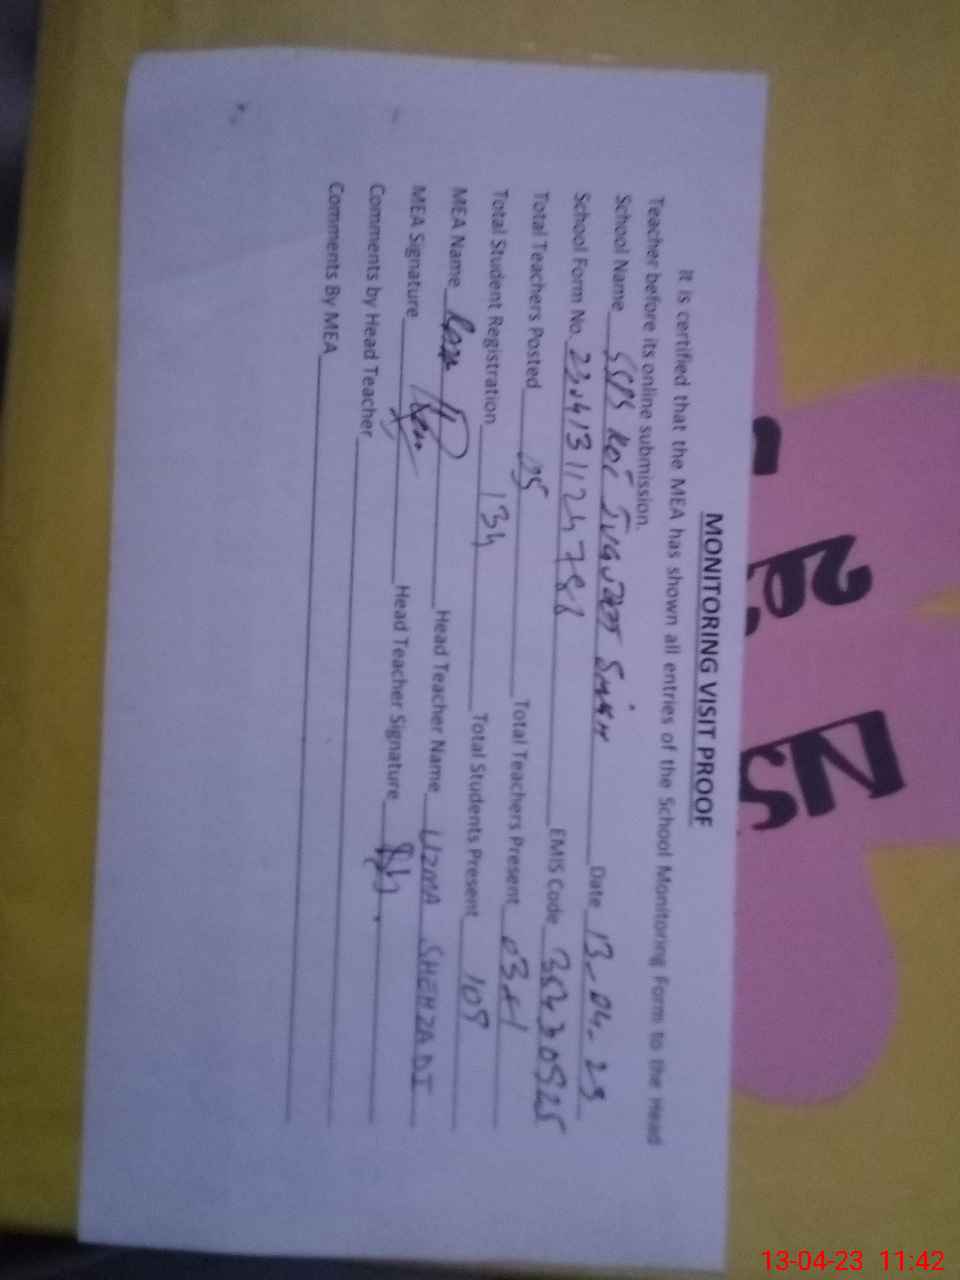 MONITORING VISIT PROOF
It is certified that the MEA has shown all entries of the School Monitoring Form to the Head
Teacher before its online submission.
School Name GGPS Kot Sinah Date 13-04-23
School Form No. 2304131124788 EMIS Code
Total Teachers Posted 05 Total Teachers Present 03+1
Total Student Registration 134 Total Students Present 109
MEA Name Head Teacher Name UZMA SHEHZADI
MEA Signature Head Teacher Signature
Comments by Head Teacher
Comments By MEA
13-04-23 11:42